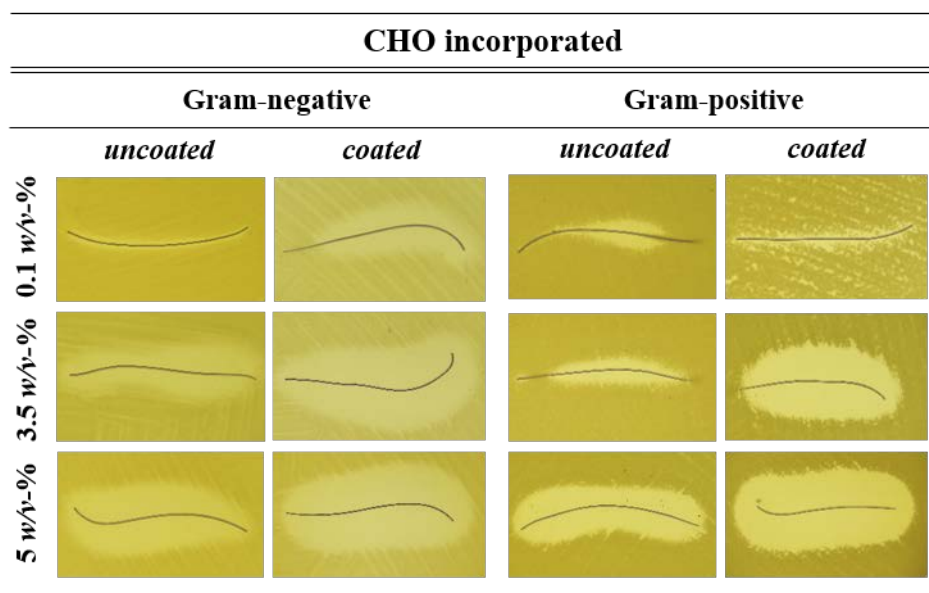 CHO incorporated
Gram-negative Gram-positive
uncoated coated uncoated coated
0.1 w/v-%
3.5 w/v-%
5 w/v-%